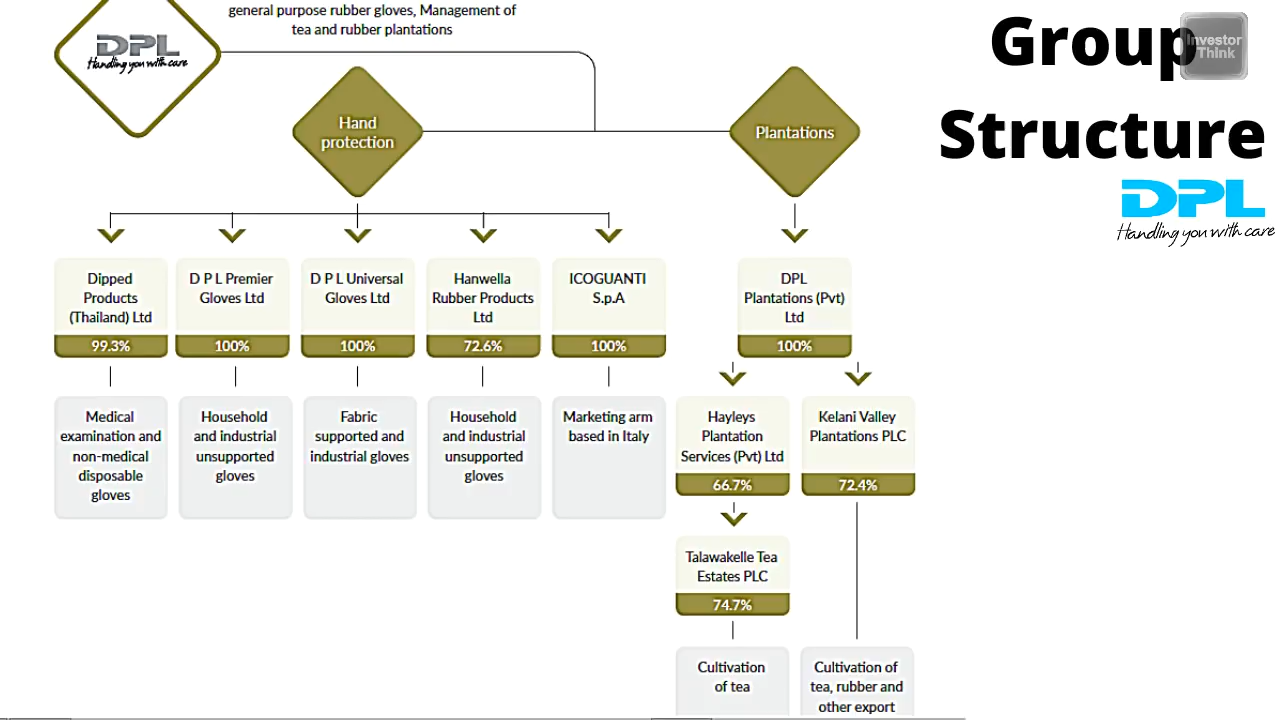 general purpose rubber gloves, Management of
tea and rubber plantations
DPL
Handling you with care
Group
Structure
Investor
Think
DPL
Handling you with care
Hand
protection
Plantations
Dipped
Products
(Thailand) Ltd
99.3%
D P L Premier
Gloves Ltd
100%
D P L Universal
Gloves Ltd
100%
Hanwella
Rubber Products
Ltd
72.6%
ICOGUANTI
S.p.A
100%
DPL
Plantations (Pvt)
Ltd
100%
Medical
examination and
non-medical
disposable
gloves
Household
and industrial
unsupported
gloves
Fabric
supported and
industrial gloves
Household
and industrial
unsupported
gloves
Marketing arm
based in Italy
Hayleys
Plantation
Services (Pvt) Ltd
66.7%
Kelani Valley
Plantations PLC
72.4%
Talawakelle Tea
Estates PLC
74.7%
Cultivation
of tea
Cultivation of
tea, rubber and
other export